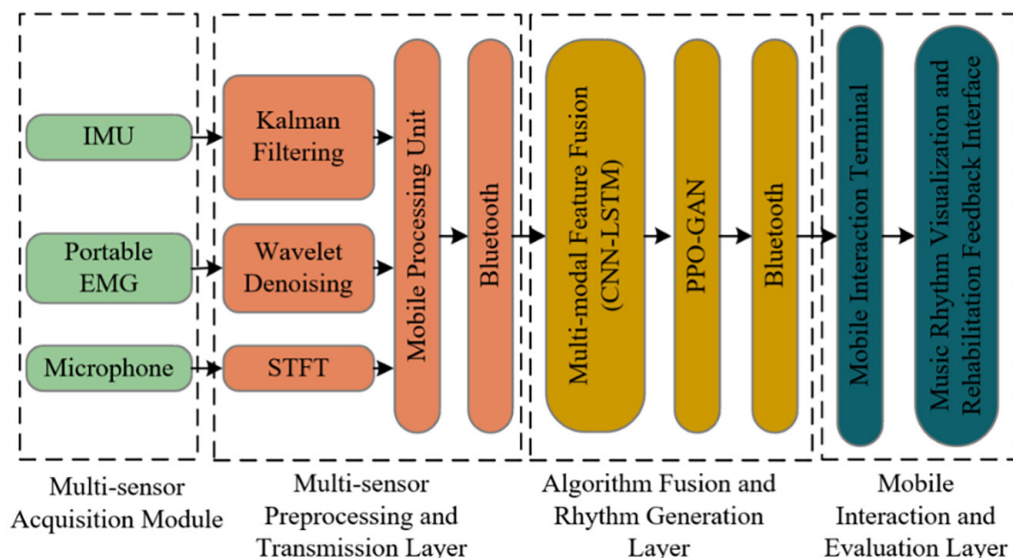 IMU
Portable
EMG
Microphone
Multi-sensor
Acquisition Module
Kalman
Filtering
Wavelet
Denoising
STFT
Mobile Processing Unit
Bluetooth
Multi-sensor
Preprocessing and
Transmission Layer
Multi-modal Feature Fusion
(CNN-LSTM)
PPO-GAN
Bluetooth
Algorithm Fusion and
Rhythm Generation
Layer
Mobile Interaction Terminal
Music Rhythm Visualization and
Rehabilitation Feedback Interface
Mobile
Interaction and
Evaluation Layer